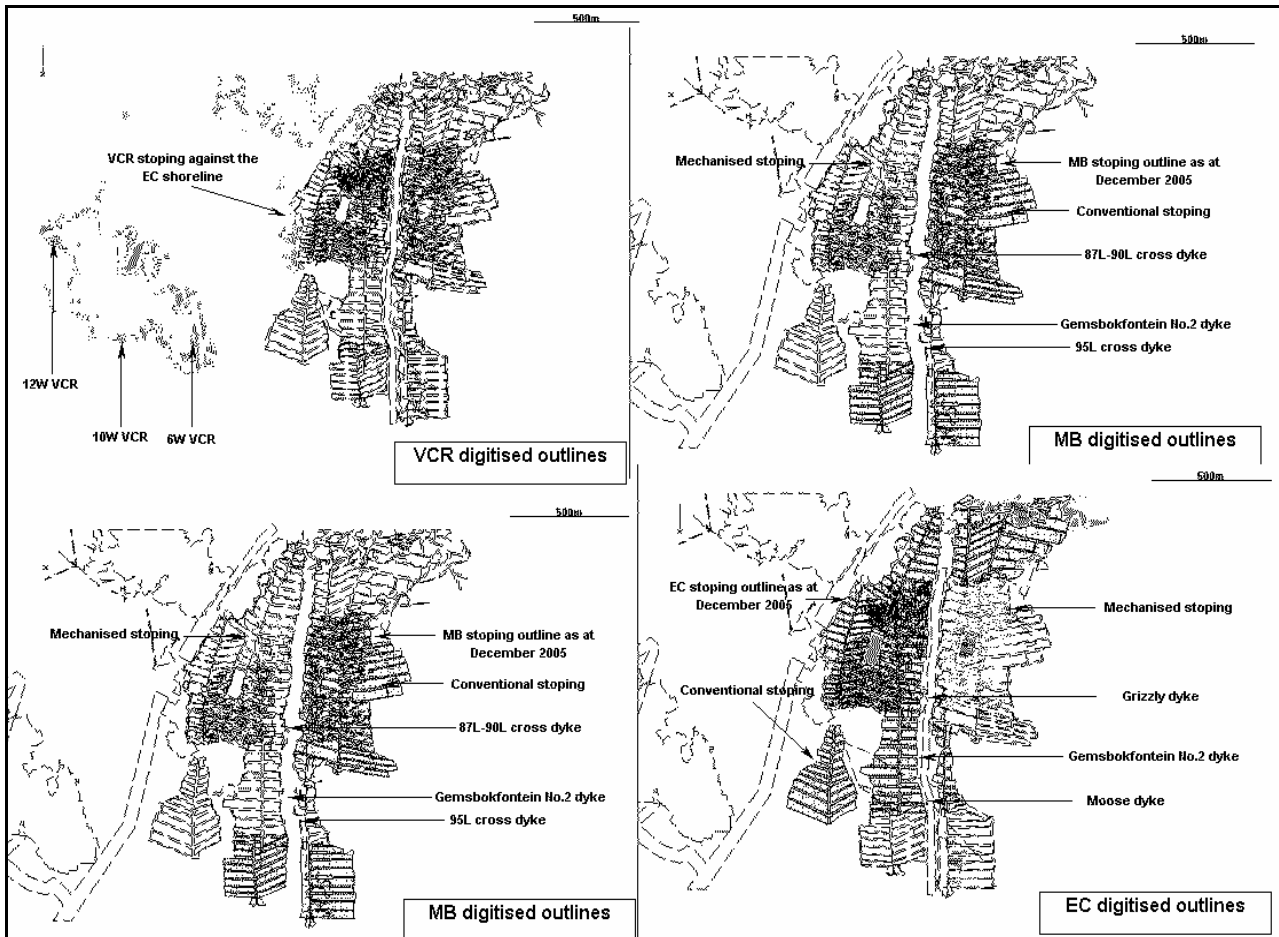 500m
VCR stoping against the
EC shoreline
12W VCR
10W VCR
6W VCR
VCR digitised outlines
500m
Mechanised stoping
MB stoping outline as at
December 2005
Conventional stoping
87L-90L cross dyke
Gemsbokfontein No.2 dyke
95L cross dyke
MB digitised outlines
500m
Mechanised stoping
MB stoping outline as at
December 2005
Conventional stoping
87L-90L cross dyke
Gemsbokfontein No.2 dyke
95L cross dyke
MB digitised outlines
500m
EC stoping outline as at
December 2005
Mechanised stoping
Conventional stoping
Grizzly dyke
Gemsbokfontein No.2 dyke
Moose dyke
EC digitised outlines